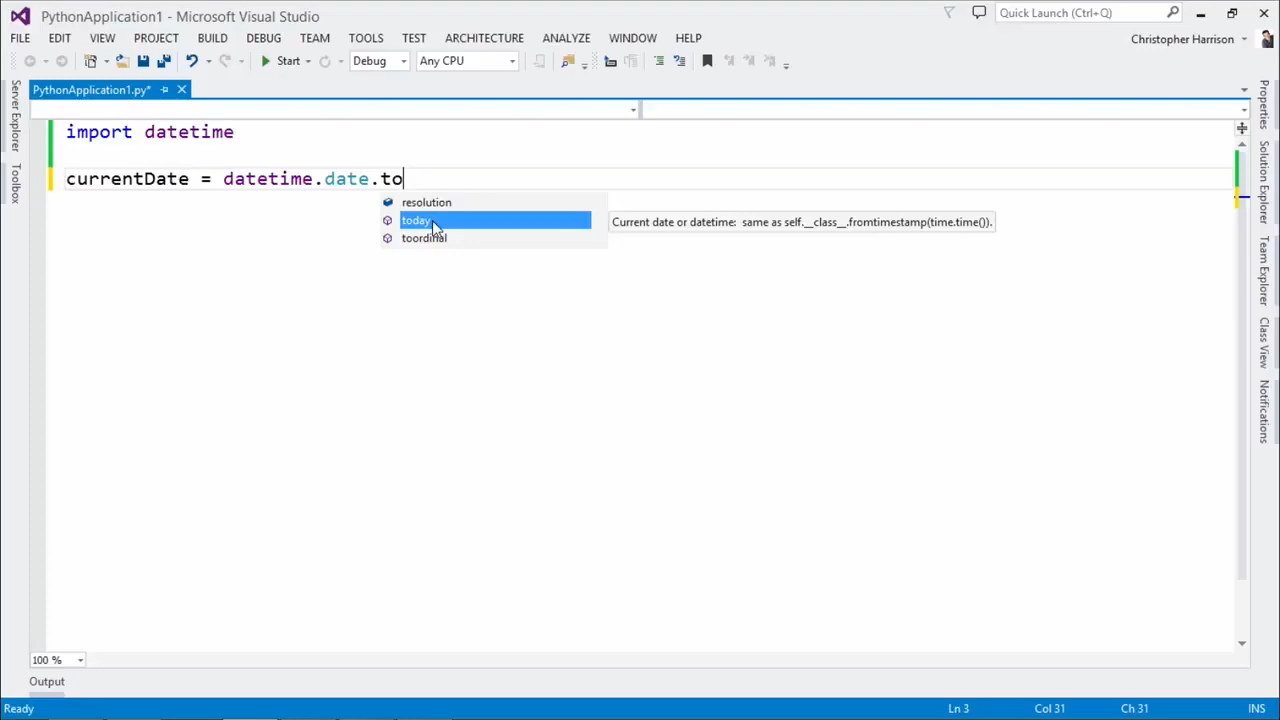 PythonApplication1 - Microsoft Visual Studio
Quick Launch (Ctrl+Q)
FILE EDIT VIEW PROJECT BUILD DEBUG TEAM TOOLS TEST ARCHITECTURE ANALYZE WINDOW HELP
Christopher Harrison
Start Debug Any CPU
PythonApplication1.py*
Server Explorer
Toolbox
import datetime
currentDate = datetime.date.to
resolution
today
Current date or datetime: same as self.__class__.fromtimestamp(time.time()).
toordinal
Properties
Solution Explorer
Team Explorer
Class View
Notifications
100 %
Output
Ready
Ln 3
Col 31
Ch 31
INS